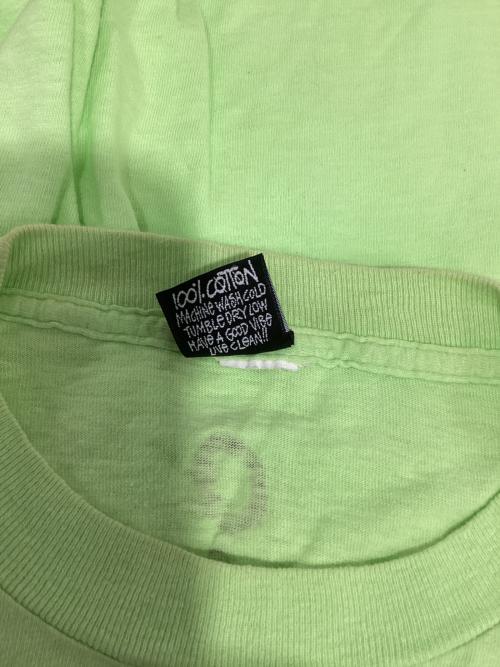 100% COTTON
MACHINE WASH COLD
TUMBLE DRY LOW
HAVE A GOOD VIBE
LIVE CLEAN!!